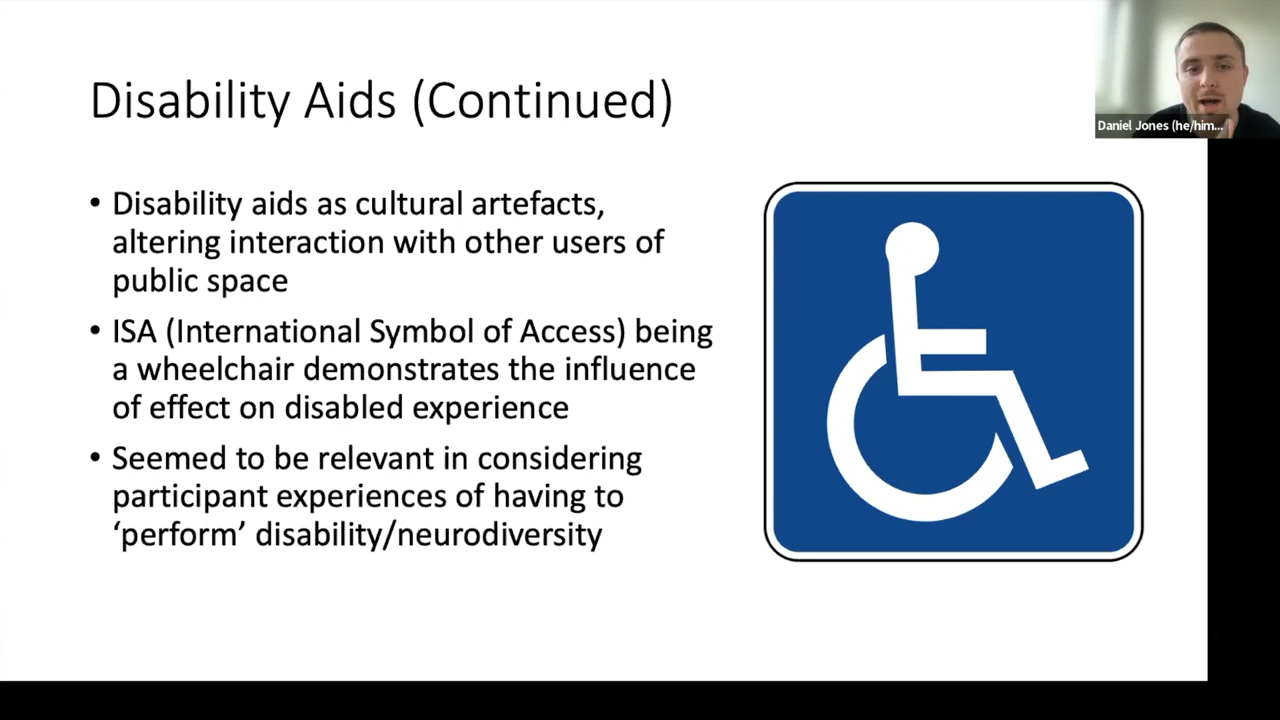 Disability Aids (Continued)
Daniel Jones (he/him...
• Disability aids as cultural artefacts,
altering interaction with other users of
public space
• ISA (International Symbol of Access) being
a wheelchair demonstrates the influence
of effect on disabled experience
• Seemed to be relevant in considering
participant experiences of having to
‘perform’ disability/neurodiversity